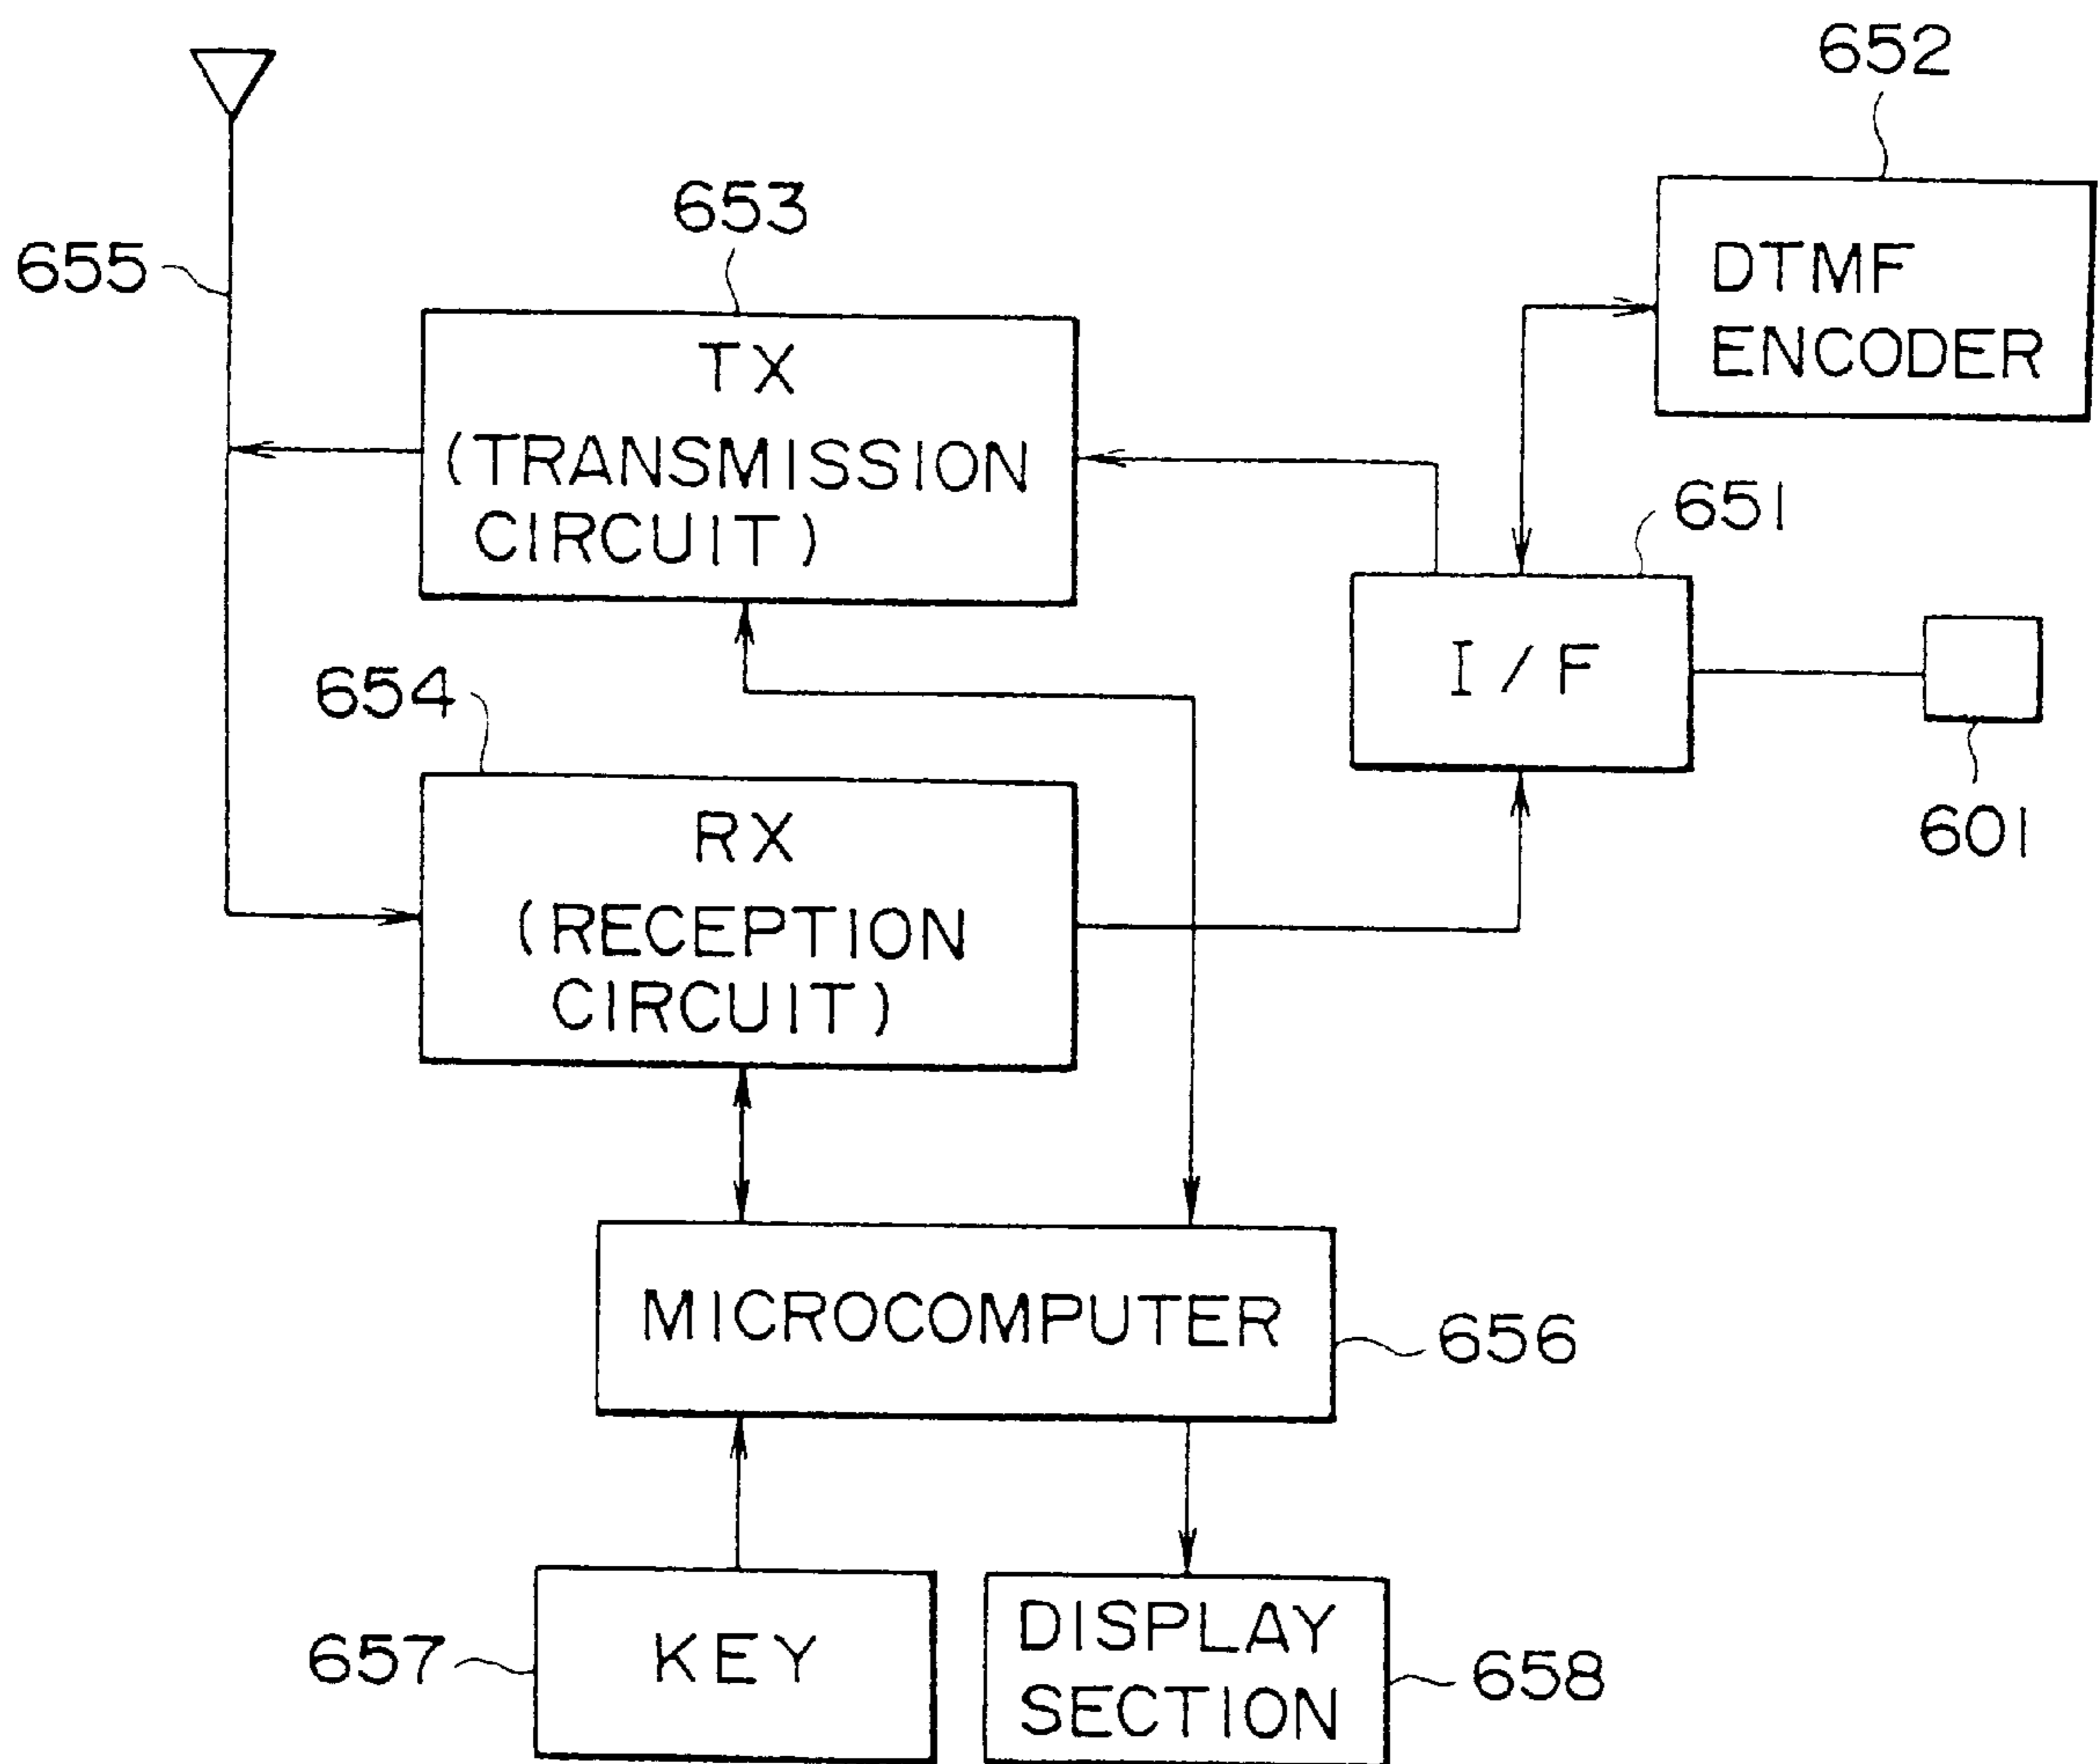 652
653
655
DTMF
ENCODER
TX
(TRANSMISSION
CIRCUIT)
651
I/F
654
601
RX
(RECEPTION
CIRCUIT)
MICROCOMPUTER
656
657
KEY
DISPLAY
SECTION
658